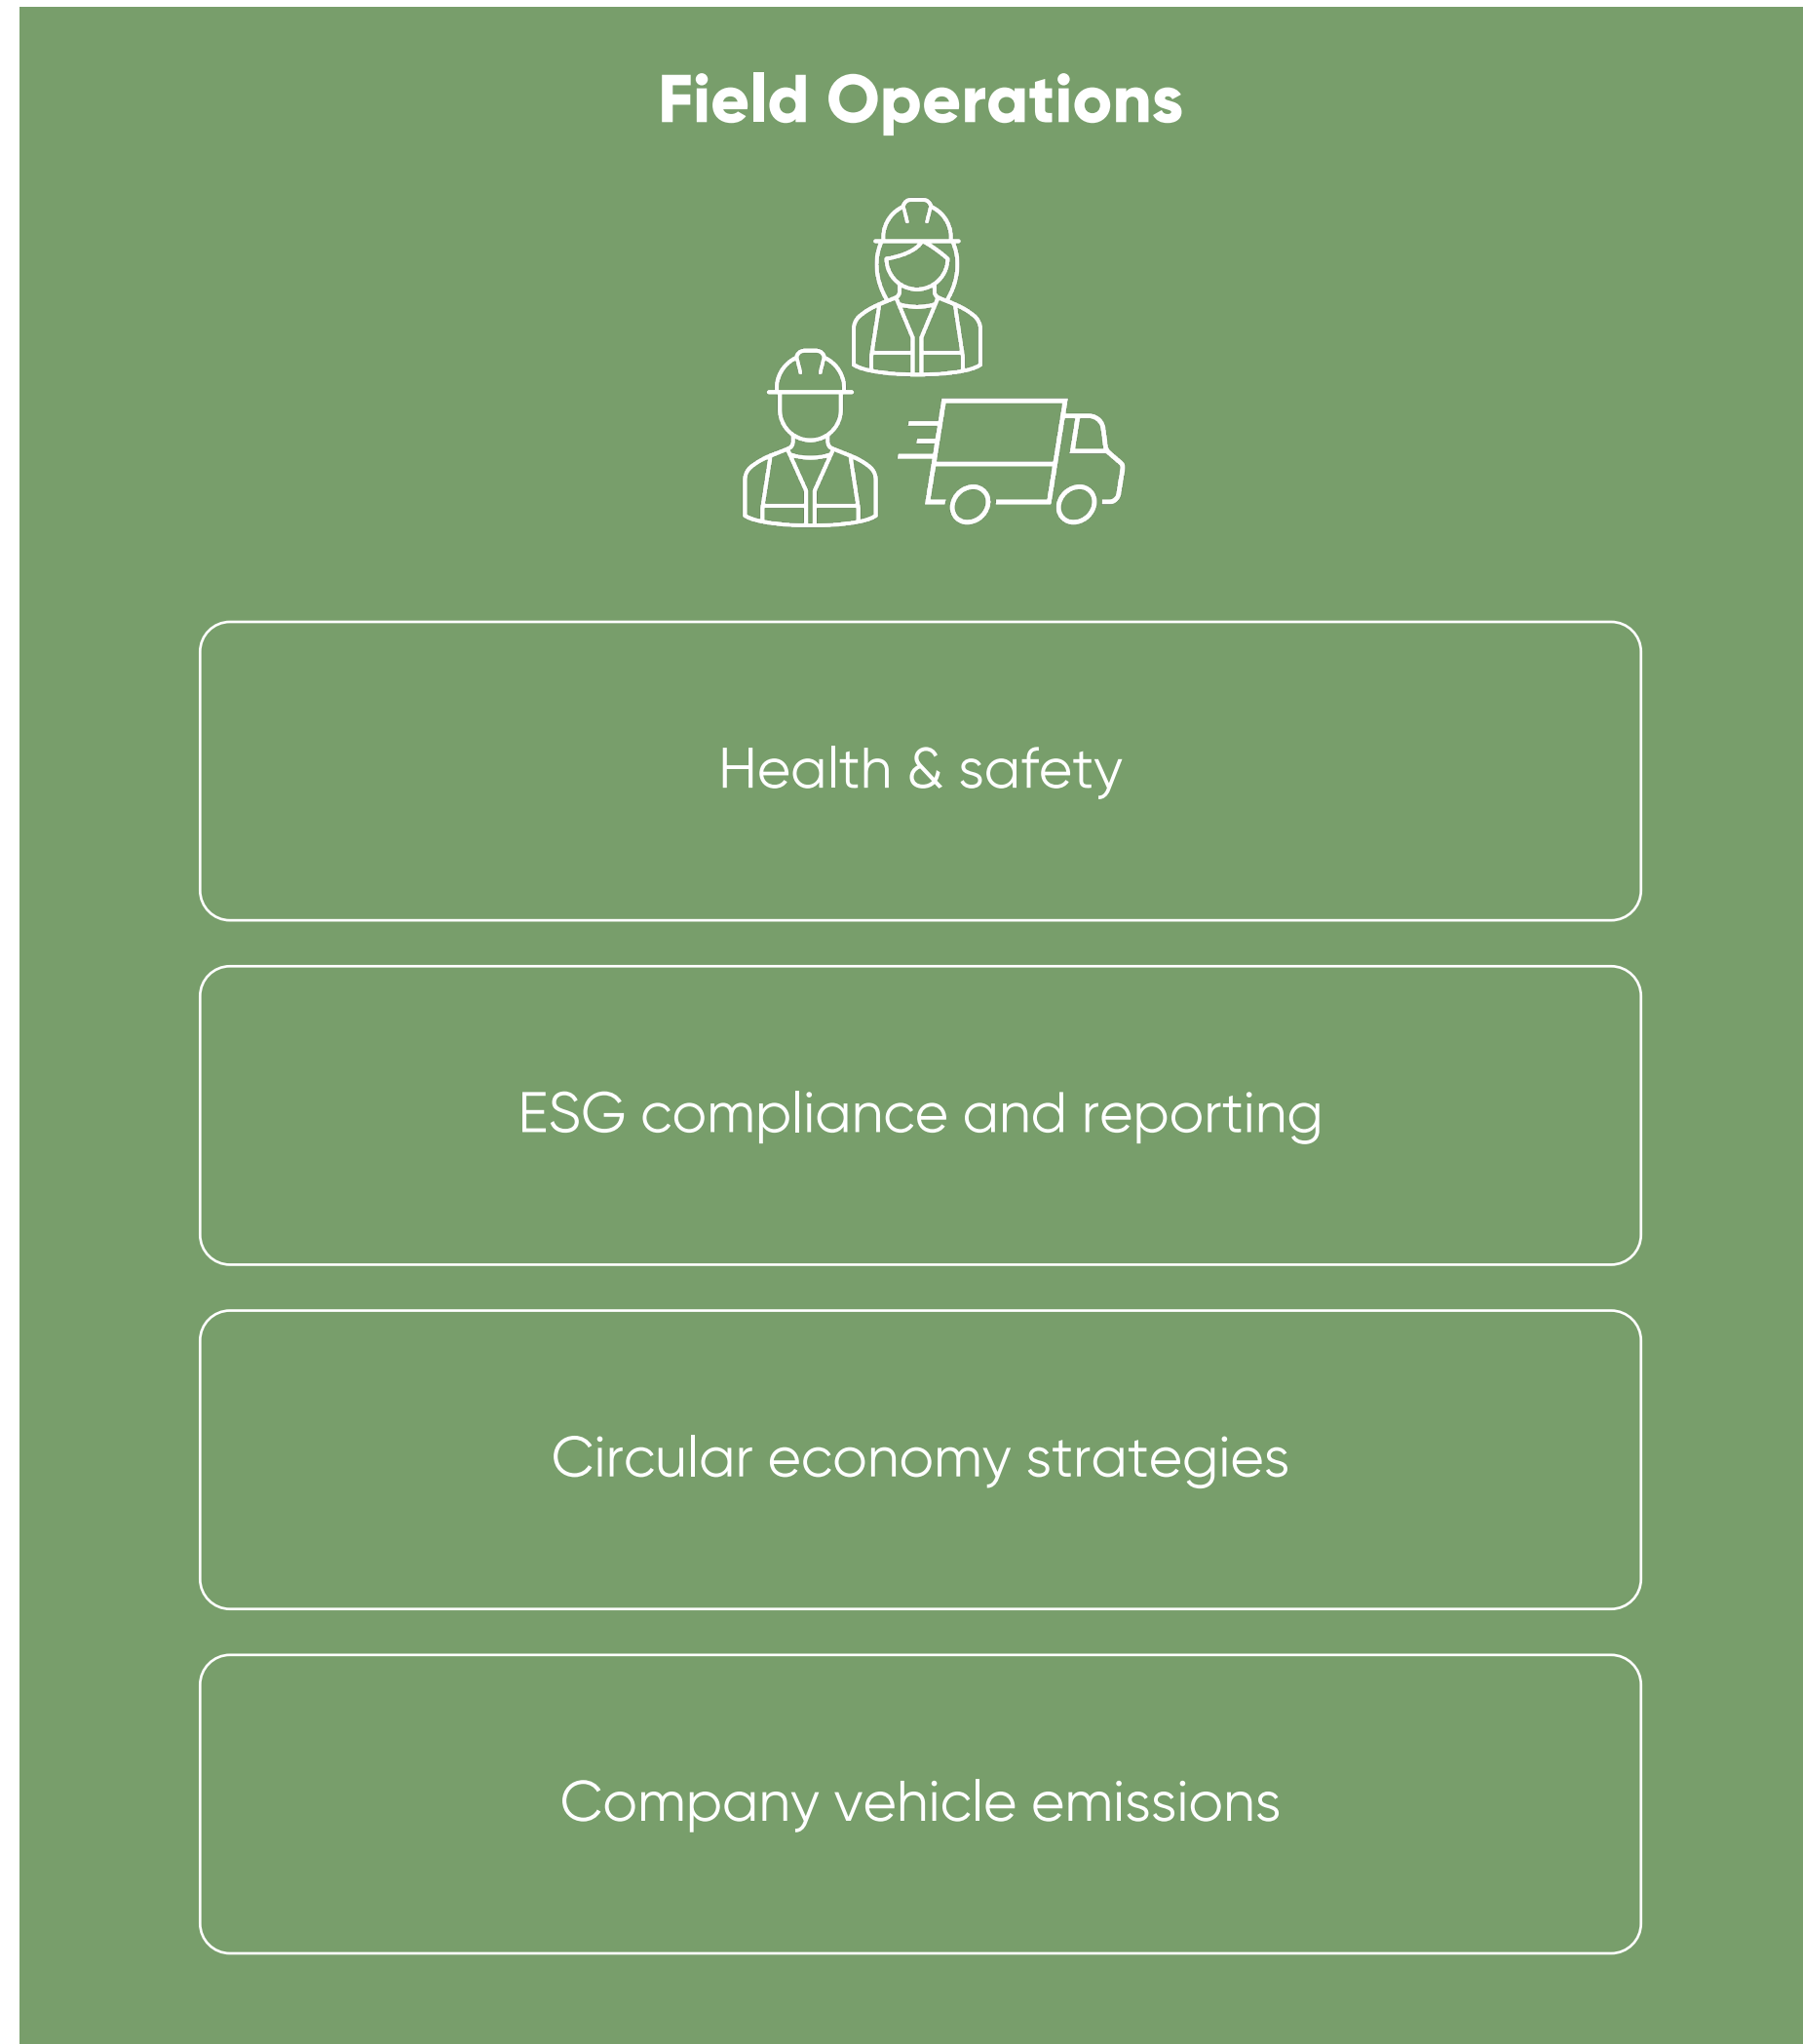 Field Operations
Health & safety
ESG compliance and reporting
Circular economy strategies
Company vehicle emissions